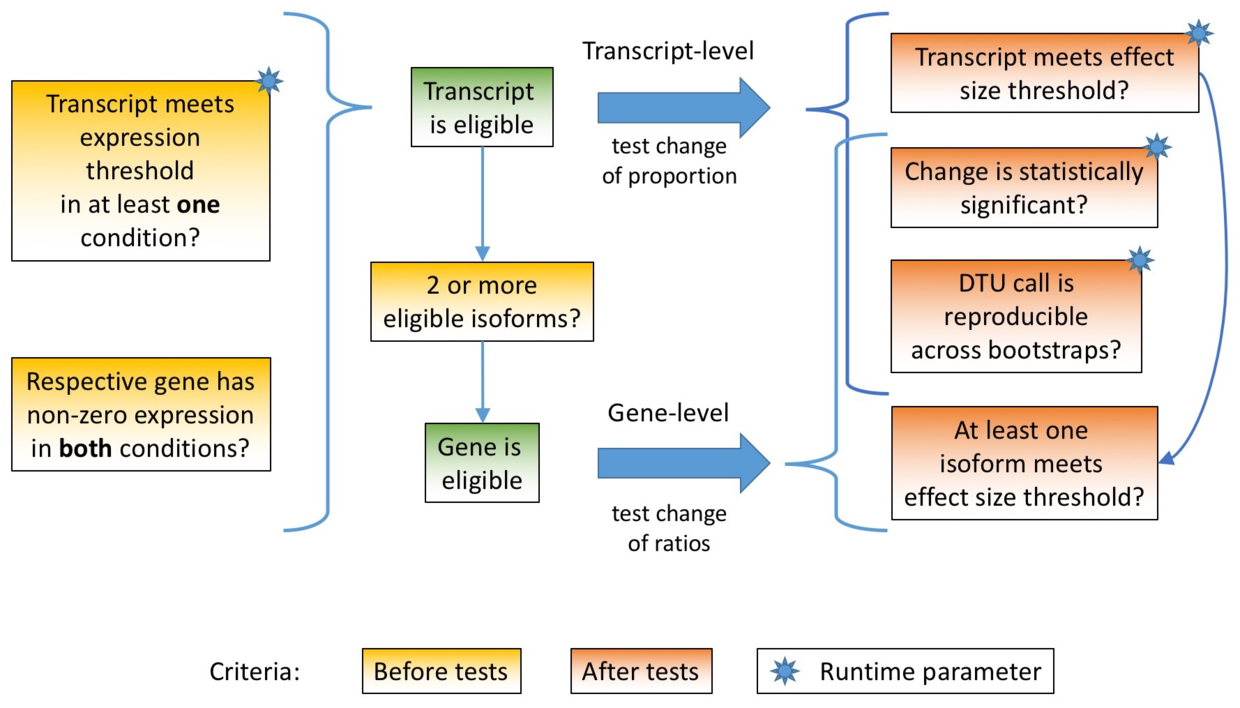 Transcript meets
expression
threshold
in at least one
condition?
Respective gene has
non-zero expression
in both conditions?
Transcript
is eligible
2 or more
eligible isoforms?
Gene is
eligible
Transcript-level
test change
of proportion
Gene-level
test change
of ratios
Transcript meets effect
size threshold?
Change is statistically
significant?
DTU call is
reproducible
across bootstraps?
At least one
isoform meets
effect size threshold?
Criteria:
Before tests
After tests
Runtime parameter